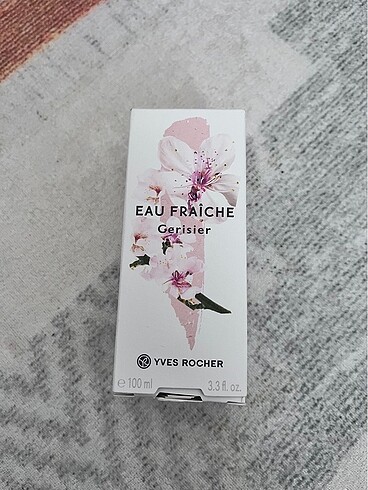 EAU FRAÎCHE
Cerisier
YVES ROCHER
℮ 100 ml 3.3 fl. oz.